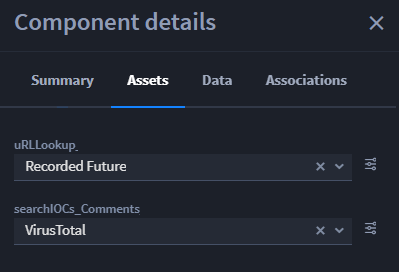 Component details
Summary Assets Data Associations
uRLLookup_
Recorded Future
searchIOCs_Comments
VirusTotal